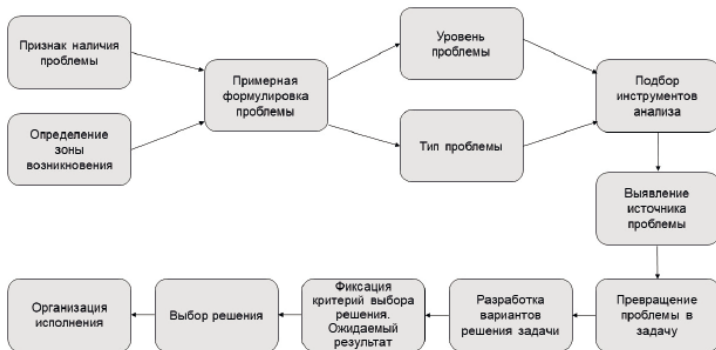 Признак наличия
проблемы
Определение
зоны
возникновения
Примерная
формулировка
проблемы
Уровень
проблемы
Тип проблемы
Подбор
инструментов
анализа
Выявление
источника
проблемы
Превращение
проблемы в
задачу
Разработка
вариантов
решения задачи
Фиксация
критерий выбора
решения.
Ожидаемый
результат
Выбор решения
Организация
исполнения